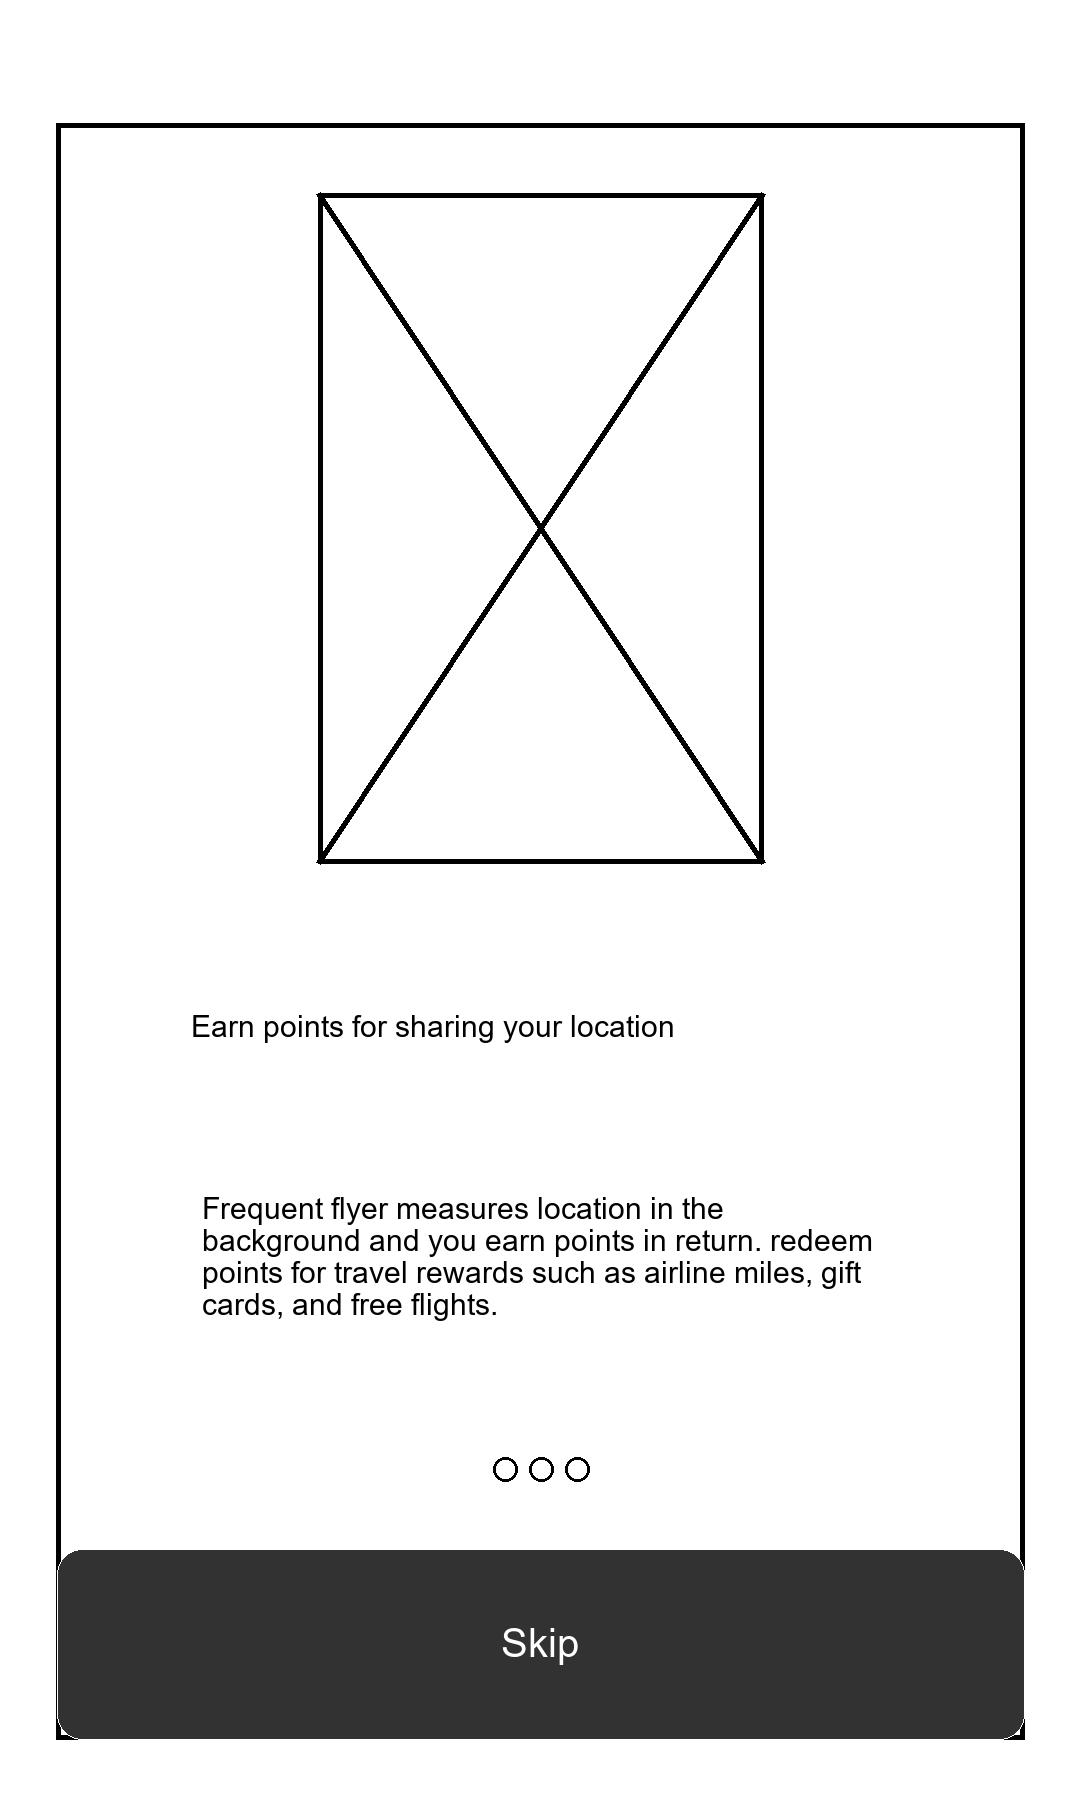 Earn points for sharing your location
Frequent flyer measures location in the
background and you earn points in return. redeem
points for travel rewards such as airline miles, gift
cards, and free flights.
Skip